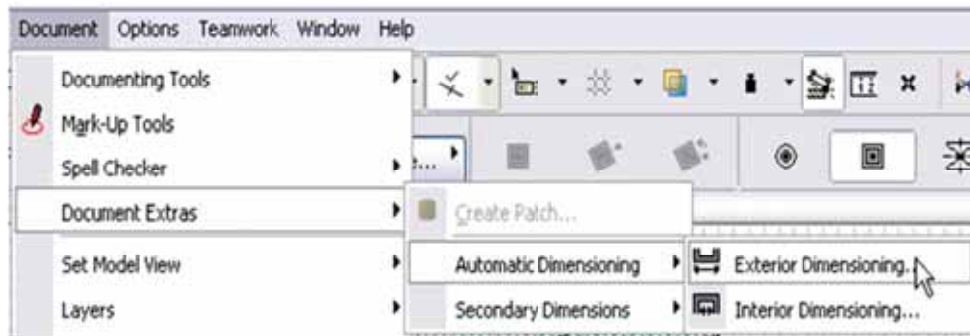 Document Options Teamwork Window Help
Documenting Tools
Mark-Up Tools
Spell Checker
Document Extras
Create Patch...
Set Model View
Automatic Dimensioning
Exterior Dimensioning...
Layers
Secondary Dimensions
Interior Dimensioning...